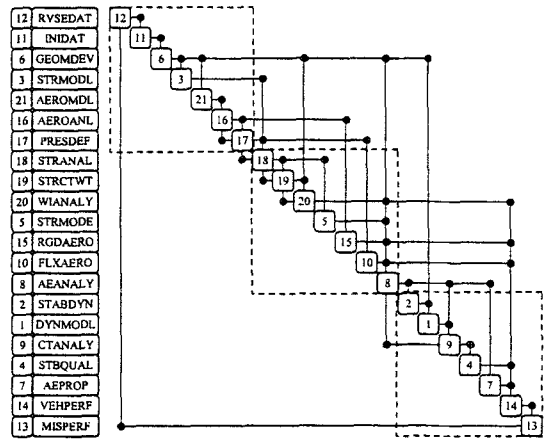 12 RVSEDAT 12
11 INIDAT 11
6 GEOMDEV 6
3 STRMODL 3
21 AEROMDL 21
16 AEROANL 16
17 PRESDEF 17
18 STRANAL 18
19 STRCTWT 19
20 WIANALY 20
5 STRMODE 5
15 RGDAERO 15
10 FLXAERO 10
8 AEANALY 8
2 STABDYN 2
1 DYNMODL 1
9 CTANALY 9
4 STBQUAL 4
7 AEPROP 7
14 VEHPERF 14
13 MISPERF 13